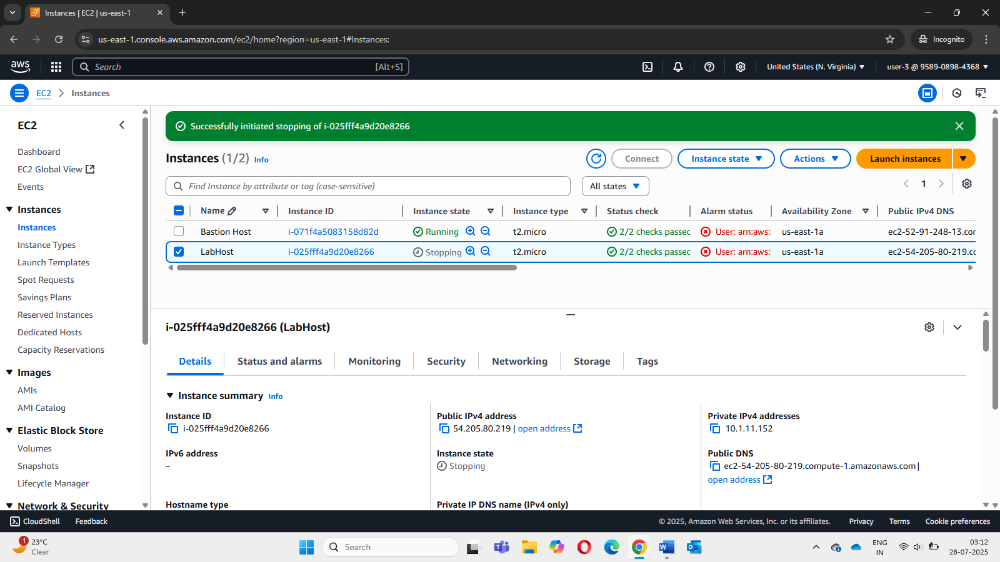 Instances | EC2 | us-east-1
us-east-1.console.aws.amazon.com/ec2/home?region=us-east-1#Instances:
Incognito
aws
Search
[Alt+S]
United States (N. Virginia)
user-3 @ 9589-0898-4368
EC2
Instances
EC2
Dashboard
EC2 Global View
Events
Instances
Instances
Instance Types
Launch Templates
Spot Requests
Savings Plans
Reserved Instances
Dedicated Hosts
Capacity Reservations
Images
AMIs
AMI Catalog
Elastic Block Store
Volumes
Snapshots
Lifecycle Manager
Network & Security
Successfully initiated stopping of i-025fff4a9d20e8266
Instances (1/2) Info
Connect
Instance state
Actions
Launch instances
Find Instance by attribute or tag (case-sensitive)
All states
1
Name Instance ID Instance state Instance type Status check Alarm status Availability Zone Public IPv4 DNS
Bastion Host i-071f4a5083158d82d Running t2.micro 2/2 checks passec User: arn:aws: us-east-1a ec2-52-91-248-13.cor
LabHost i-025fff4a9d20e8266 Stopping t2.micro 2/2 checks passec User: arn:aws: us-east-1a ec2-54-205-80-219.cc
i-025fff4a9d20e8266 (LabHost)
Details Status and alarms Monitoring Security Networking Storage Tags
Instance summary Info
Instance ID
i-025fff4a9d20e8266
Public IPv4 address
54.205.80.219 | open address
Private IPv4 addresses
10.1.11.152
IPv6 address
–
Instance state
Stopping
Public DNS
ec2-54-205-80-219.compute-1.amazonaws.com |
open address
Hostname type
Private IP DNS name (IPv4 only)
CloudShell
Feedback
© 2025, Amazon Web Services, Inc. or its affiliates.
Privacy
Terms
Cookie preferences
1
23°C
Clear
Search
ENG
IN
03:12
28-07-2025